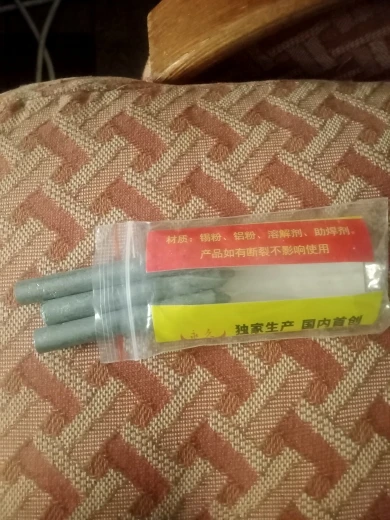 材质：锡粉、铝粉、溶解剂、助焊剂。
产品如有断裂不影响使用
独家生产 国内首创